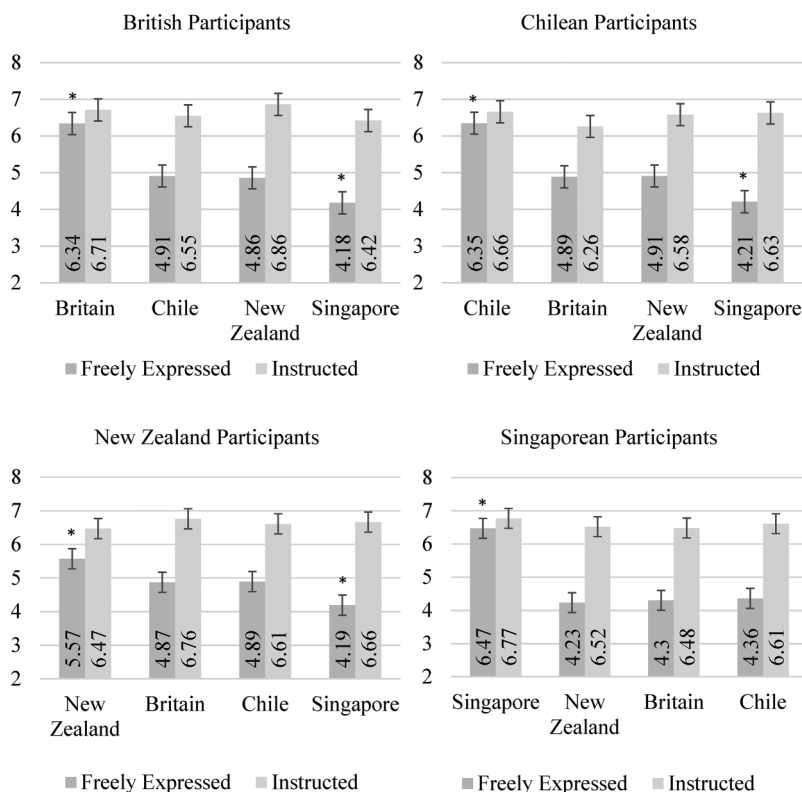 British Participants
8
7
6
5
4
3
2
*
*
6.34 6.71 4.91 6.55 4.86 6.86 4.18 6.42
Britain Chile New Singapore
Zealand
Freely Expressed Instructed
Chilean Participants
8
7
6
5
4
3
2
*
*
6.35 6.66 4.89 6.26 4.91 6.58 4.21 6.63
Chile Britain New Singapore
Zealand
Freely Expressed Instructed
New Zealand Participants
8
7
6
5
4
3
2
*
*
5.57 6.47 4.87 6.76 4.89 6.61 4.19 6.66
New Britain Chile Singapore
Zealand
Freely Expressed Instructed
Singaporean Participants
8
7
6
5
4
3
2
*
6.47 6.77 4.23 6.52 4.3 6.48 4.36 6.61
Singapore New Britain Chile
Zealand
Freely Expressed Instructed